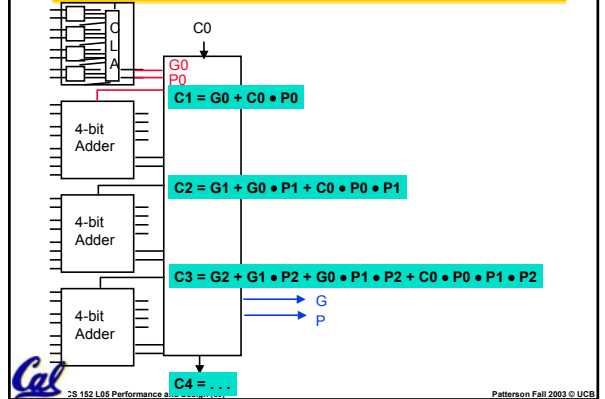 C L A
C0
G0
P0
C1 = G0 + C0 • P0
4-bit
Adder
C2 = G1 + G0 • P1 + C0 • P0 • P1
4-bit
Adder
C3 = G2 + G1 • P2 + G0 • P1 • P2 + C0 • P0 • P1 • P2
G
P
4-bit
Adder
C4 = . . .
Cal
CS 152 L05 Performance
Patterson Fall 2003 © UCB